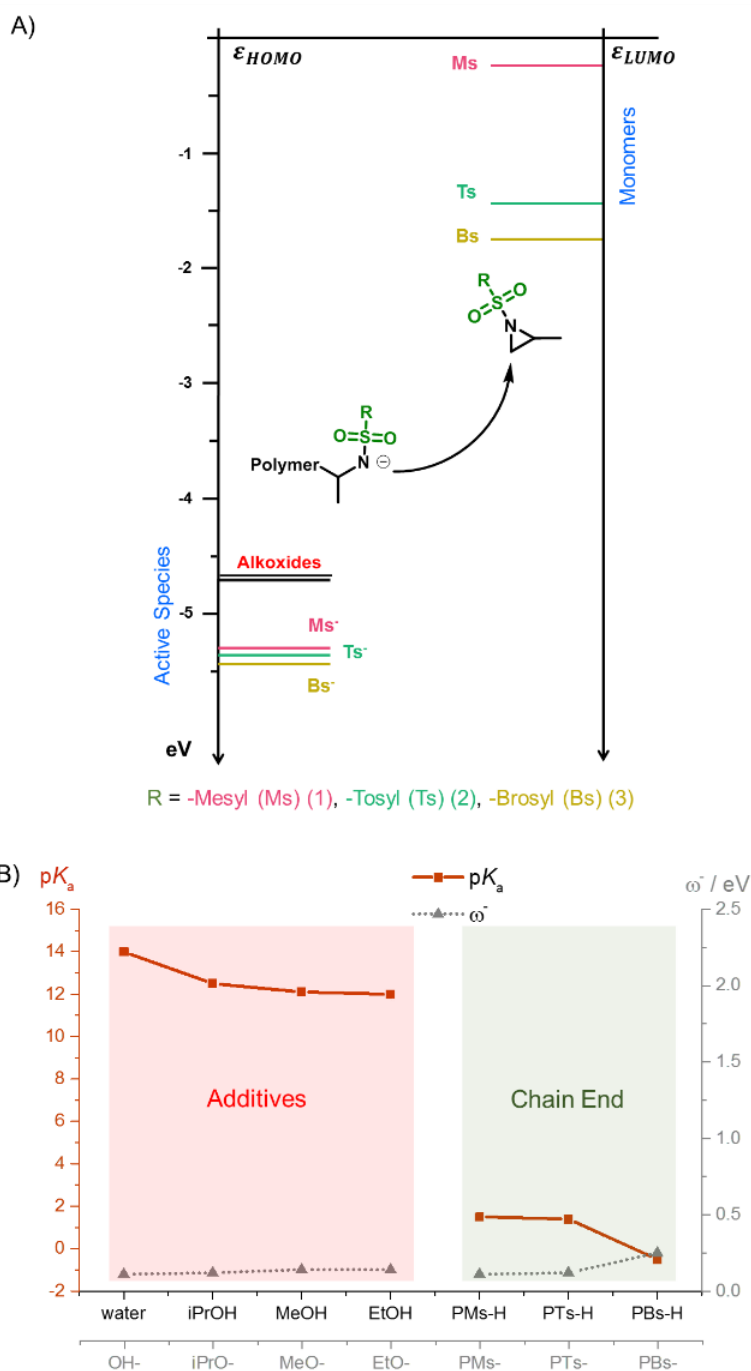 A)
ε_HOMO
ε_LUMO
Ms
Monomers
-1
Ts
Bs
-2
R
O
S
O
N
-3
R
O=S=O
Polymer
N
⊖
-4
Active Species
Alkoxides
-5
Ms⁻
Ts⁻
Bs⁻
eV
R = -Mesyl (Ms) (1), -Tosyl (Ts) (2), -Brosyl (Bs) (3)
B)
pKₐ
pKₐ
ω⁻
ω⁻ / eV
16
2.5
14
2.0
12
10
1.5
8
Additives
Chain End
6
1.0
4
2
0.5
0
-2
0.0
water iPrOH MeOH EtOH PMs-H PTs-H PBs-H
OH- iPrO- MeO- EtO- PMs- PTs- PBs-